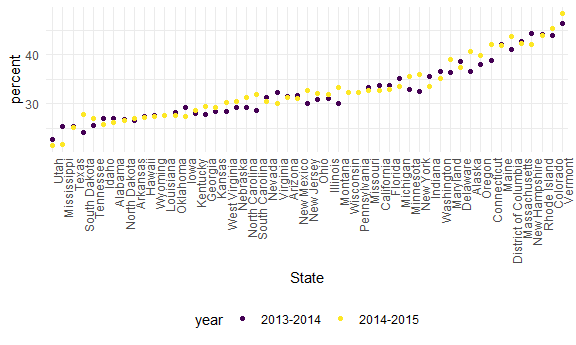 percent
40
30
Utah
Mississippi
Texas
South Dakota
Tennessee
Idaho
Alabama
North Dakota
Arkansas
Hawaii
Wyoming
Louisiana
Oklahoma
Iowa
Kentucky
Georgia
Kansas
West Virginia
Nebraska
North Carolina
South Carolina
Nevada
Virginia
Arizona
New Mexico
New Jersey
Ohio
Illinois
Montana
Wisconsin
Pennsylvania
Missouri
California
Florida
Michigan
Minnesota
New York
Indiana
Washington
Maryland
Delaware
Alaska
Oregon
Connecticut
Maine
District of Columbia
Massachusetts
New Hampshire
Rhode Island
Colorado
Vermont
State
year 2013-2014 2014-2015